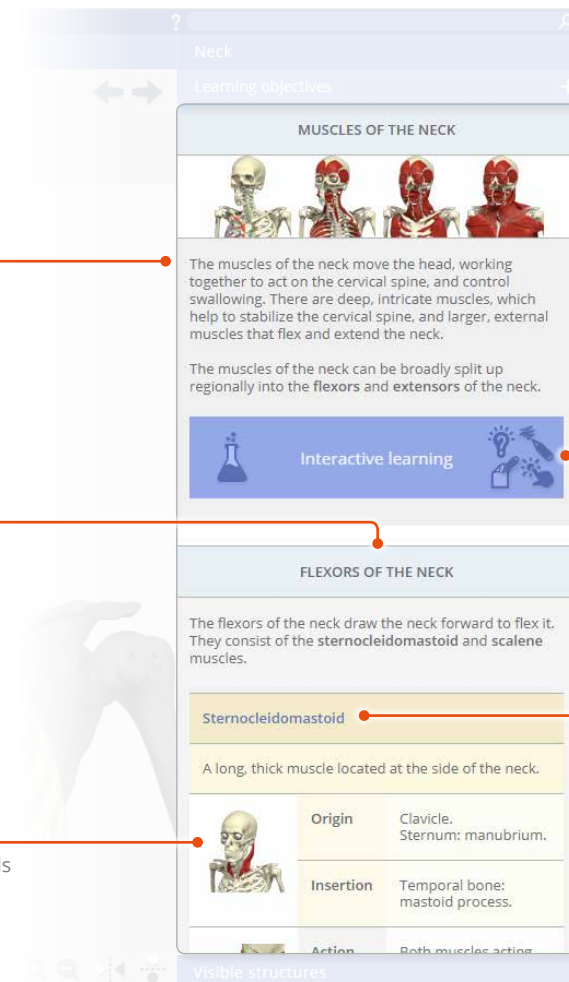 ?
Neck
Learning objectives +
MUSCLES OF THE NECK
The muscles of the neck move the head, working
together to act on the cervical spine, and control
swallowing. There are deep, intricate muscles, which
help to stabilize the cervical spine, and larger, external
muscles that flex and extend the neck.
The muscles of the neck can be broadly split up
regionally into the flexors and extensors of the neck.
Interactive learning
FLEXORS OF THE NECK
The flexors of the neck draw the neck forward to flex it.
They consist of the sternocleidomastoid and scalene
muscles.
Sternocleidomastoid
A long, thick muscle located at the side of the neck.
Origin Clavicle.
Sternum: manubrium.
is
Insertion Temporal bone:
mastoid process.
Action Both muscles acting
Visible structures